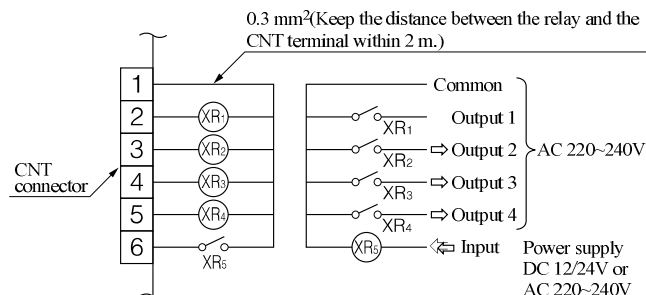 0.3 mm²(Keep the distance between the relay and the
CNT terminal within 2 m.)
1
2
3
4
5
6
CNT
connector
XR1
XR2
XR3
XR4
XR5
Common
XR1 Output 1
XR2 ⇨ Output 2
XR3 ⇨ Output 3
XR4 ⇨ Output 4
AC 220~240V
XR5 ⇦ Input
Power supply
DC 12/24V or
AC 220~240V